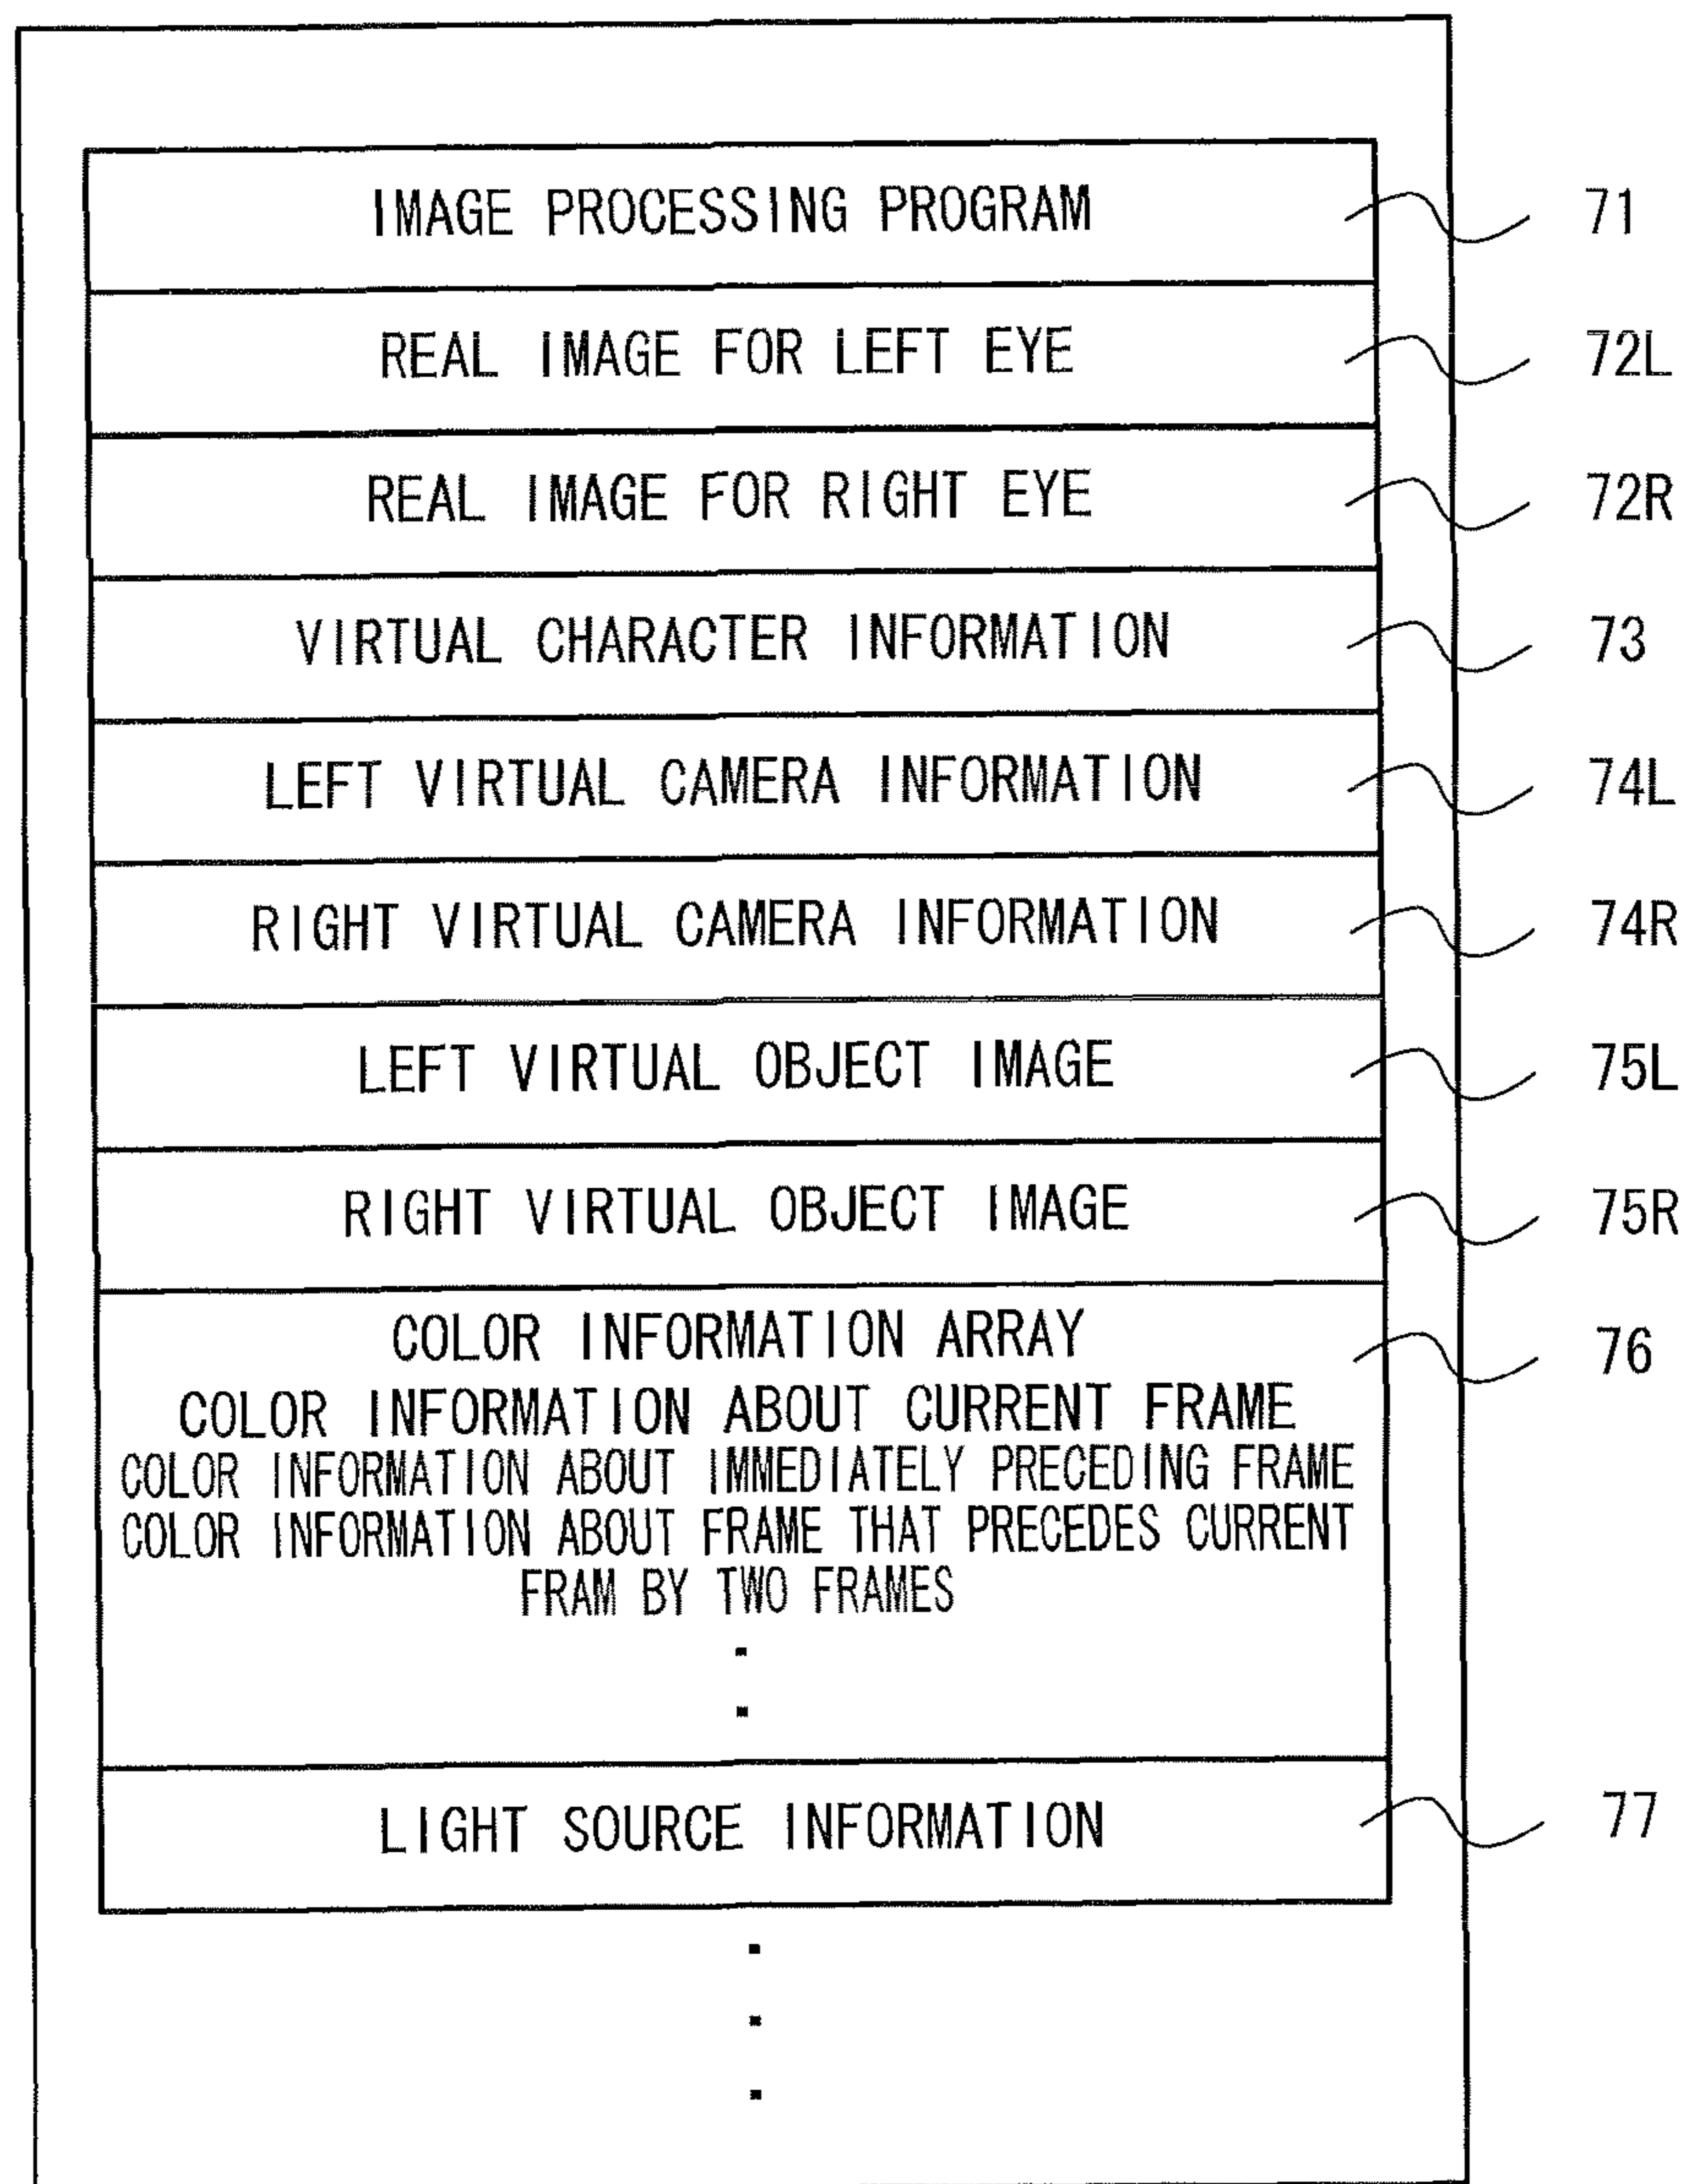 IMAGE PROCESSING PROGRAM 71
REAL IMAGE FOR LEFT EYE 72L
REAL IMAGE FOR RIGHT EYE 72R
VIRTUAL CHARACTER INFORMATION 73
LEFT VIRTUAL CAMERA INFORMATION 74L
RIGHT VIRTUAL CAMERA INFORMATION 74R
LEFT VIRTUAL OBJECT IMAGE 75L
RIGHT VIRTUAL OBJECT IMAGE 75R
COLOR INFORMATION ARRAY 76
COLOR INFORMATION ABOUT CURRENT FRAME
COLOR INFORMATION ABOUT IMMEDIATELY PRECEDING FRAME
COLOR INFORMATION ABOUT FRAME THAT PRECEDES CURRENT
FRAM BY TWO FRAMES
LIGHT SOURCE INFORMATION 77